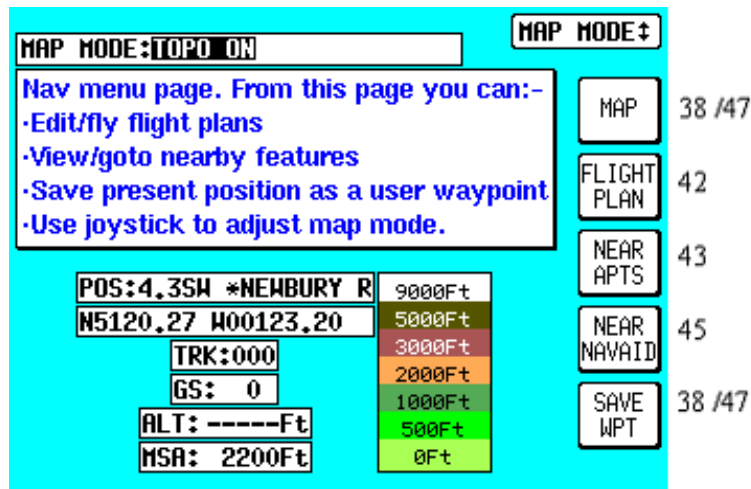 MAP MODE↕
MAP MODE:TOPO ON
Nav menu page. From this page you can:-
·Edit/fly flight plans
·View/goto nearby features
·Save present position as a user waypoint
·Use joystick to adjust map mode.
MAP 38 /47
FLIGHT PLAN 42
NEAR APTS 43
NEAR NAVAID 45
SAVE WPT 38 /47
POS:4.3SW *NEWBURY R
N5120.27 W00123.20
TRK:000
GS: 0
ALT:-----Ft
MSA: 2200Ft
9000Ft
5000Ft
3000Ft
2000Ft
1000Ft
500Ft
0Ft